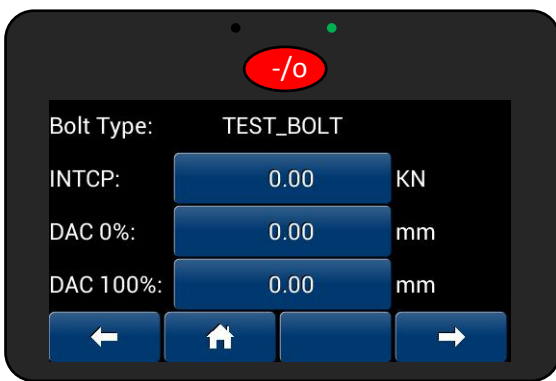 -/o
Bolt Type: TEST_BOLT
INTCP: 0.00 KN
DAC 0%: 0.00 mm
DAC 100%: 0.00 mm